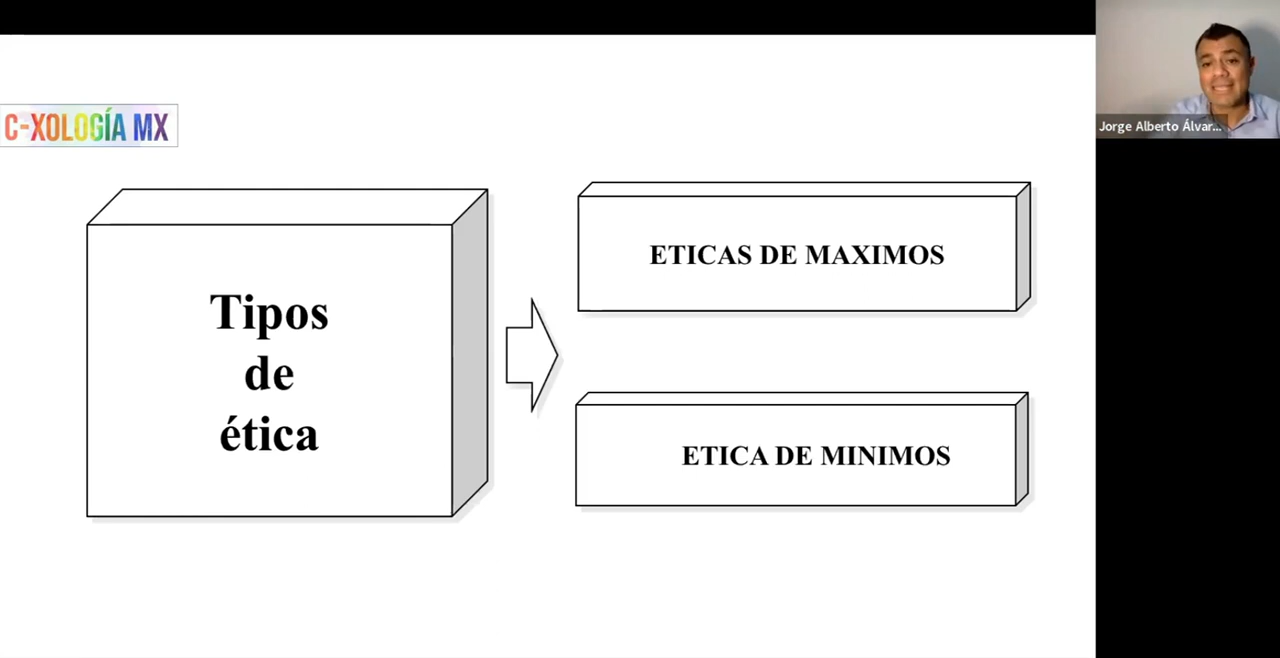 C-XOLOGÍA MX
Jorge Alberto Álvar...
Tipos
de
ética
ETICAS DE MAXIMOS
ETICA DE MINIMOS